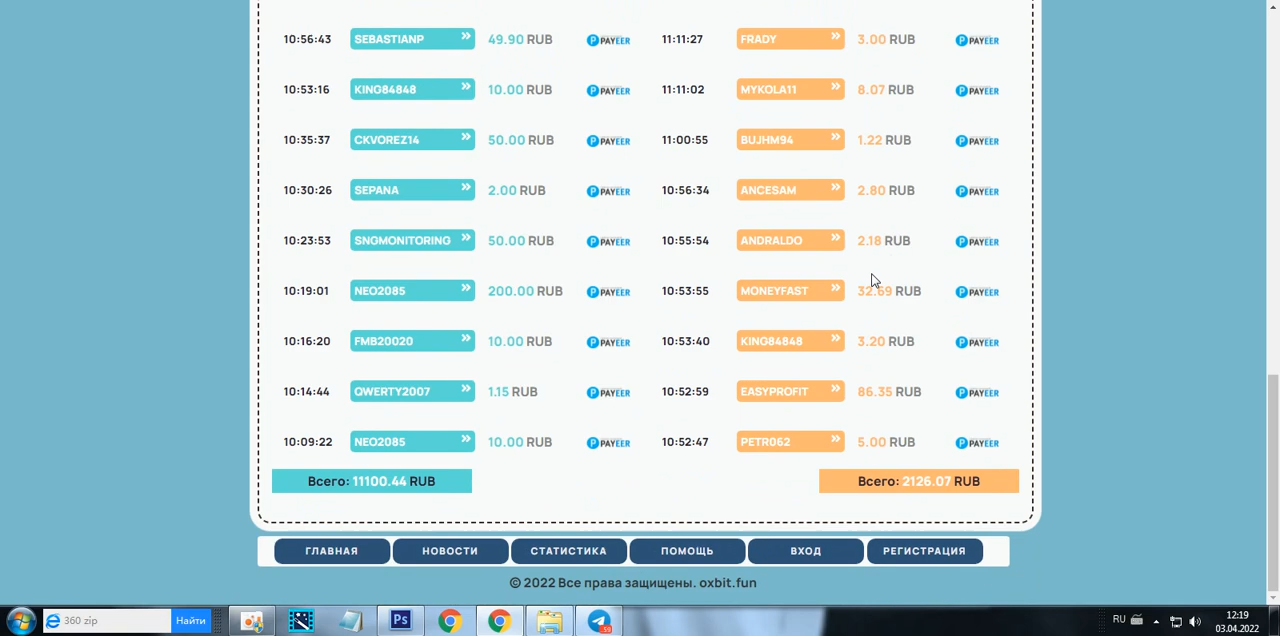 10:56:43 SEBASTIANP » 49.90 RUB PAYEER 11:11:27 FRADY » 3.00 RUB PAYEER
10:53:16 KING84848 » 10.00 RUB PAYEER 11:11:02 MYKOLA11 » 8.07 RUB PAYEER
10:35:37 CKVOREZ14 » 50.00 RUB PAYEER 11:00:55 BUJHM94 » 1.22 RUB PAYEER
10:30:26 SEPANA » 2.00 RUB PAYEER 10:56:34 ANCESAM » 2.80 RUB PAYEER
10:23:53 SNGMONITORING » 50.00 RUB PAYEER 10:55:54 ANDRALDO » 2.18 RUB PAYEER
10:19:01 NEO2085 » 200.00 RUB PAYEER 10:53:55 MONEYFAST » 32.69 RUB PAYEER
10:16:20 FMB20020 » 10.00 RUB PAYEER 10:53:40 KING84848 » 3.20 RUB PAYEER
10:14:44 QWERTY2007 » 1.15 RUB PAYEER 10:52:59 EASYPROFIT » 86.35 RUB PAYEER
10:09:22 NEO2085 » 10.00 RUB PAYEER 10:52:47 PETR062 » 5.00 RUB PAYEER
Всего: 11100.44 RUB Всего: 2126.07 RUB
ГЛАВНАЯ НОВОСТИ СТАТИСТИКА ПОМОЩЬ ВХОД РЕГИСТРАЦИЯ
© 2022 Все права защищены. oxbit.fun
360 zip Найти Ps 59 RU 12:19
03.04.2022